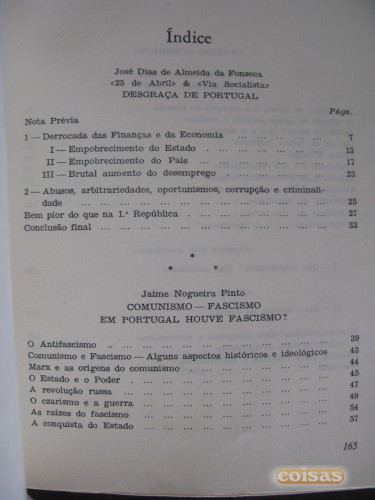 Índice
José Dias de Almeida da Fonseca
«25 de Abril» & «Via Socialista»
DESGRAÇA DE PORTUGAL
Págs.
Nota Prévia
1 — Derrocada das Finanças e da Economia ... ... ... ... 7
I — Empobrecimento do Estado . ... ... ... ... ... 13
II — Empobrecimento do País ... ... ... ... ... ... 17
III — Brutal aumento do desemprego ... ... ... ... ... 23
2 — Abusos, arbitrariedades, oportunismos, corrupção e criminali-
dade ... ... ... ... ... ... ... ... ... ... ... 25
Bem pior do que na 1.ª República . ... ... ... ... ... ... 27
Conclusão final ... ... ... ... ... ... ... ... ... ... 33
*
* *
Jaime Nogueira Pinto
COMUNISMO — FASCISMO
EM PORTUGAL HOUVE FASCISMO?
O Antifascismo . ... ... ... ... ... ... ... ... ... 39
Comunismo e Fascismo — Alguns aspectos históricos e ideológicos 43
Marx e as origens do comunismo . ... ... ... ... ... ... 44
O Estado e o Poder . ... ... ... ... ... ... ... ... 45
A revolução russa ... ... ... ... ... ... ... ... ... 47
O czarismo e a guerra ... ... ... ... ... ... ... ... 49
As raízes do fascismo ... ... ... ... ... ... ... ... 54
A conquista do Estado . ... ... ... ... ... ... ... ... 57
165
coisas